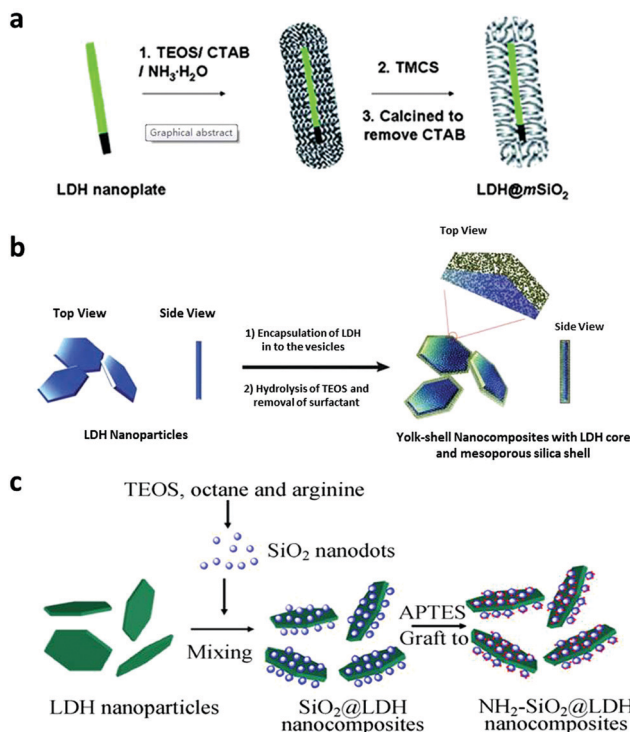 a
1. TEOS/ CTAB
/ NH₃·H₂O
Graphical abstract
2. TMCS
3. Calcined to
remove CTAB
LDH nanoplate
LDH@mSiO₂
b
Top View
Top View
Side View
1) Encapsulation of LDH
in to the vesicles
Side View
2) Hydrolysis of TEOS and
removal of surfactant
LDH Nanoparticles
Yolk-shell Nanocomposites with LDH core
and mesoporous silica shell
c
TEOS, octane and arginine
SiO₂ nanodots
Mixing
APTES
Graft to
LDH nanoparticles
SiO₂@LDH
nanocomposites
NH₂-SiO₂@LDH
nanocomposites